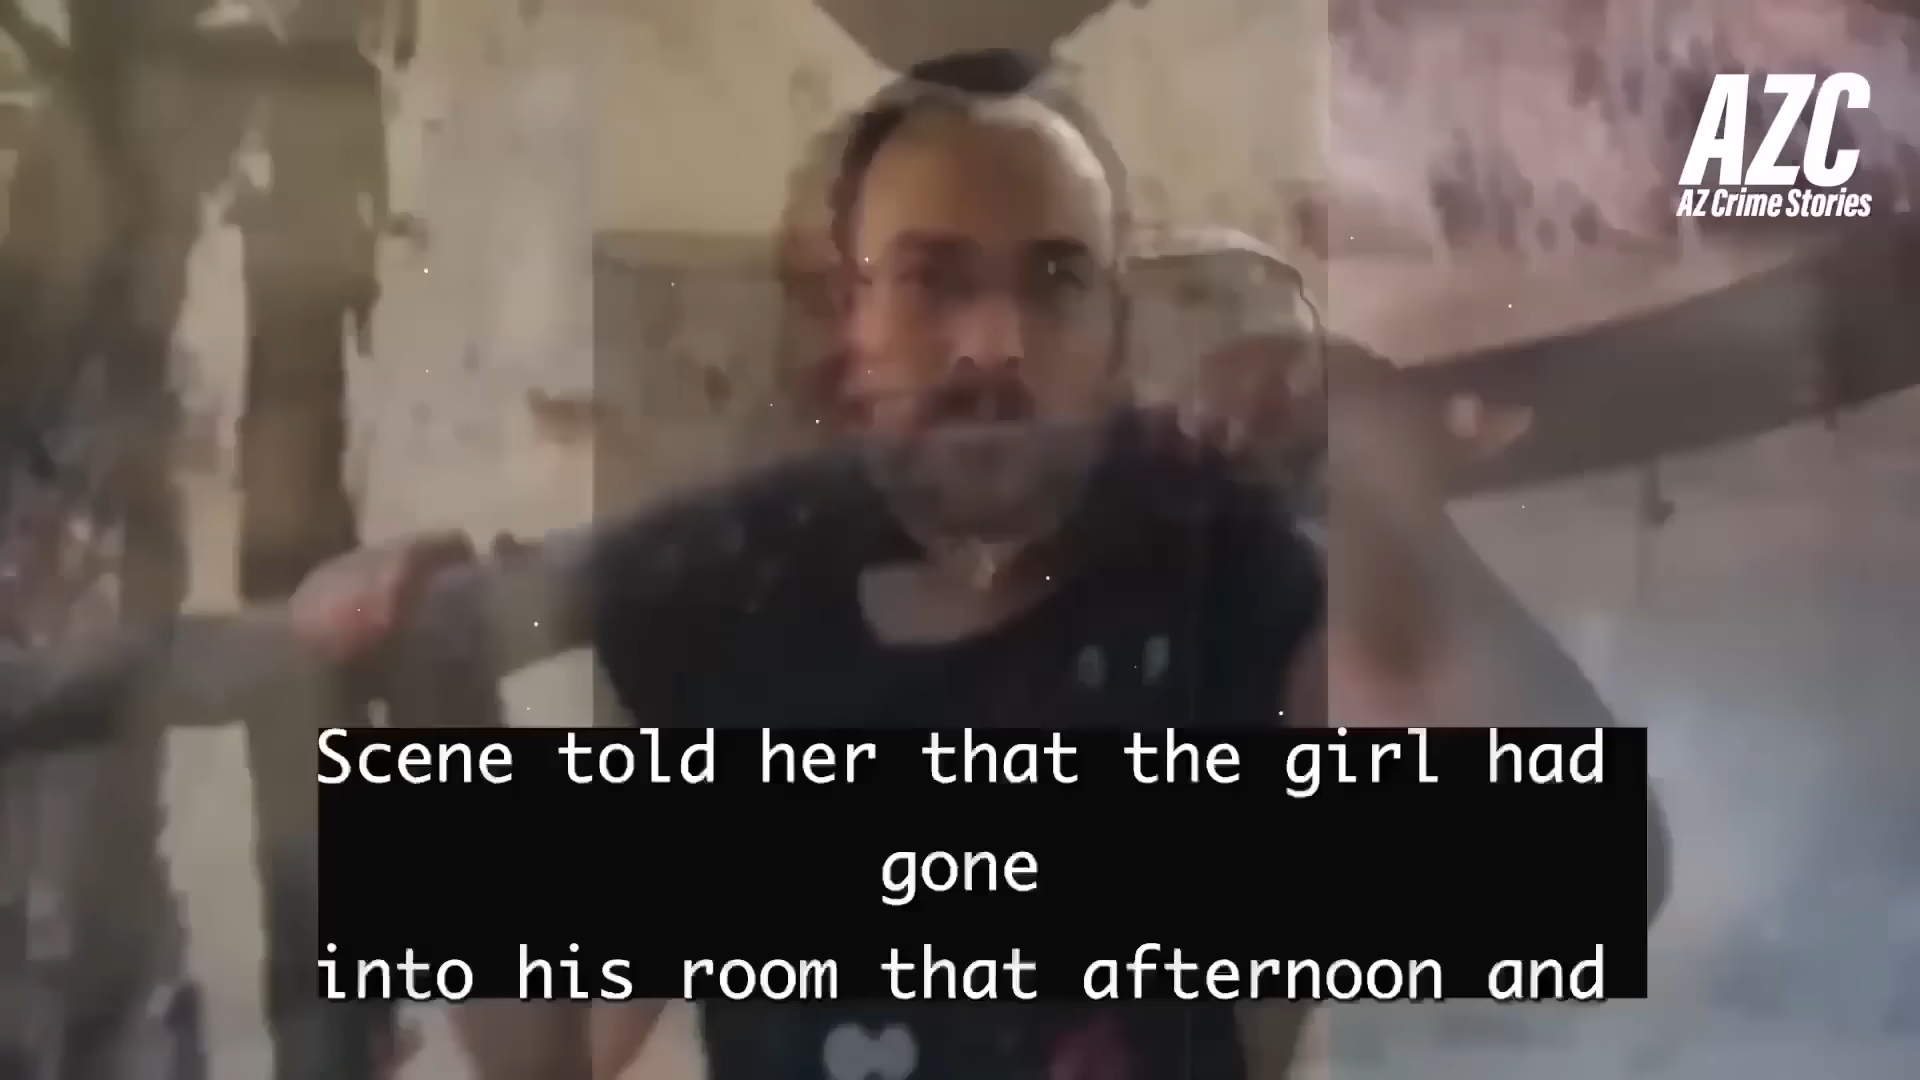 AZC
AZ Crime Stories
Scene told her that the girl had
gone
into his room that afternoon and